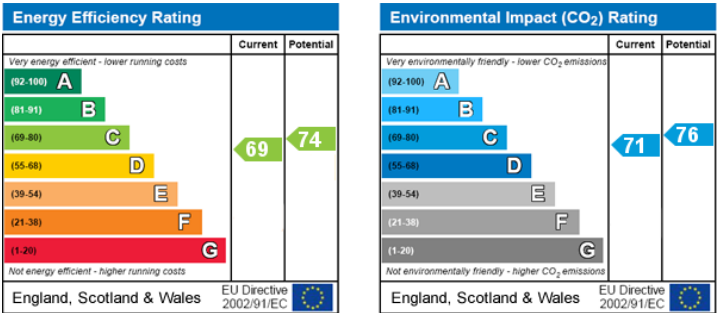 Energy Efficiency Rating
Current Potential
Very energy efficient - lower running costs
(92-100) A
(81-91) B
(69-80) C
(55-68) D
(39-54) E
(21-38) F
(1-20) G
69
74
Not energy efficient - higher running costs
England, Scotland & Wales
EU Directive
2002/91/EC
Environmental Impact (CO₂) Rating
Current Potential
Very environmentally friendly - lower CO₂ emissions
(92-100) A
(81-91) B
(69-80) C
(55-68) D
(39-54) E
(21-38) F
(1-20) G
71
76
Not environmentally friendly - higher CO₂ emissions
England, Scotland & Wales
EU Directive
2002/91/EC